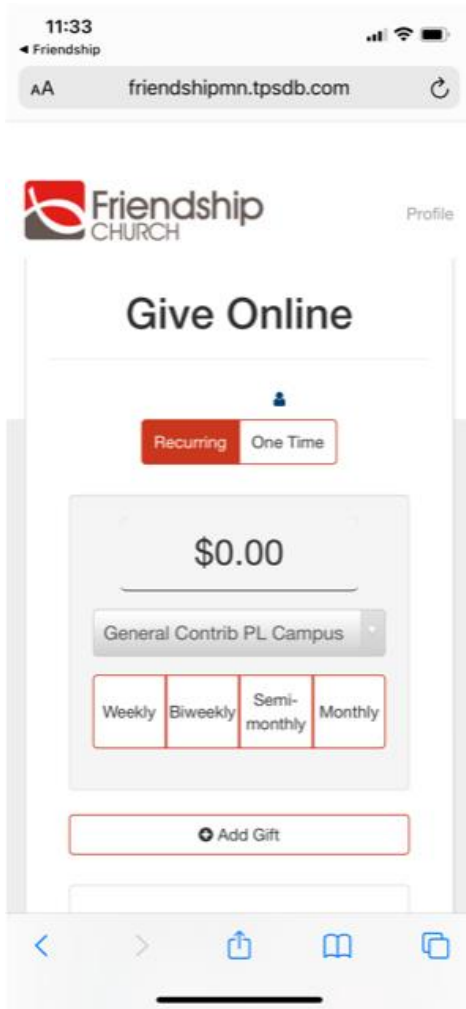 11:33
Friendship
AA friendshipmn.tpsdb.com
Friendship
CHURCH
Profile
Give Online
Recurring One Time
$0.00
General Contrib PL Campus
Weekly Biweekly Semi-
monthly Monthly
Add Gift